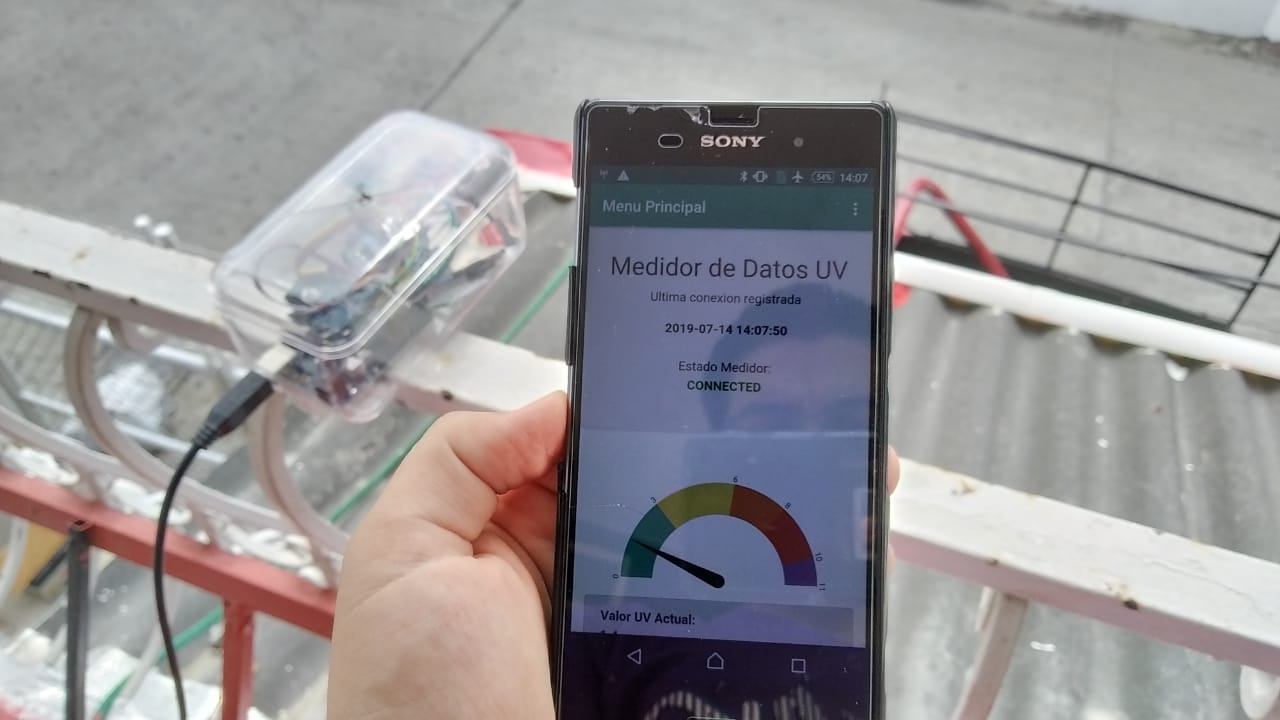 SONY
54% 14:07
Menu Principal
Medidor de Datos UV
Ultima conexion registrada
2019-07-14 14:07:50
Estado Medidor:
CONNECTED
0 3 6 8 10 11
Valor UV Actual: